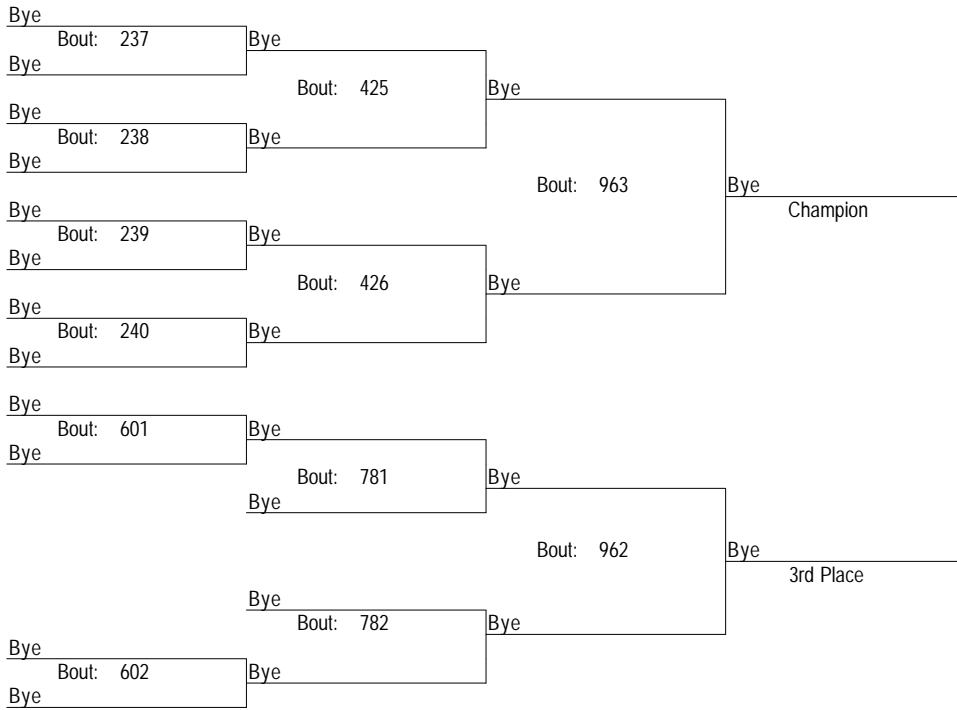 Bye
Bout: 237
Bye
Bye
Bout: 425
Bye
Bye
Bout: 238
Bye
Bye
Bout: 963
Bye
Champion
Bye
Bout: 239
Bye
Bye
Bout: 426
Bye
Bye
Bout: 240
Bye
Bye
Bye
Bout: 601
Bye
Bye
Bout: 781
Bye
Bye
Bout: 962
Bye
3rd Place
Bye
Bout: 782
Bye
Bye
Bout: 602
Bye
Bye